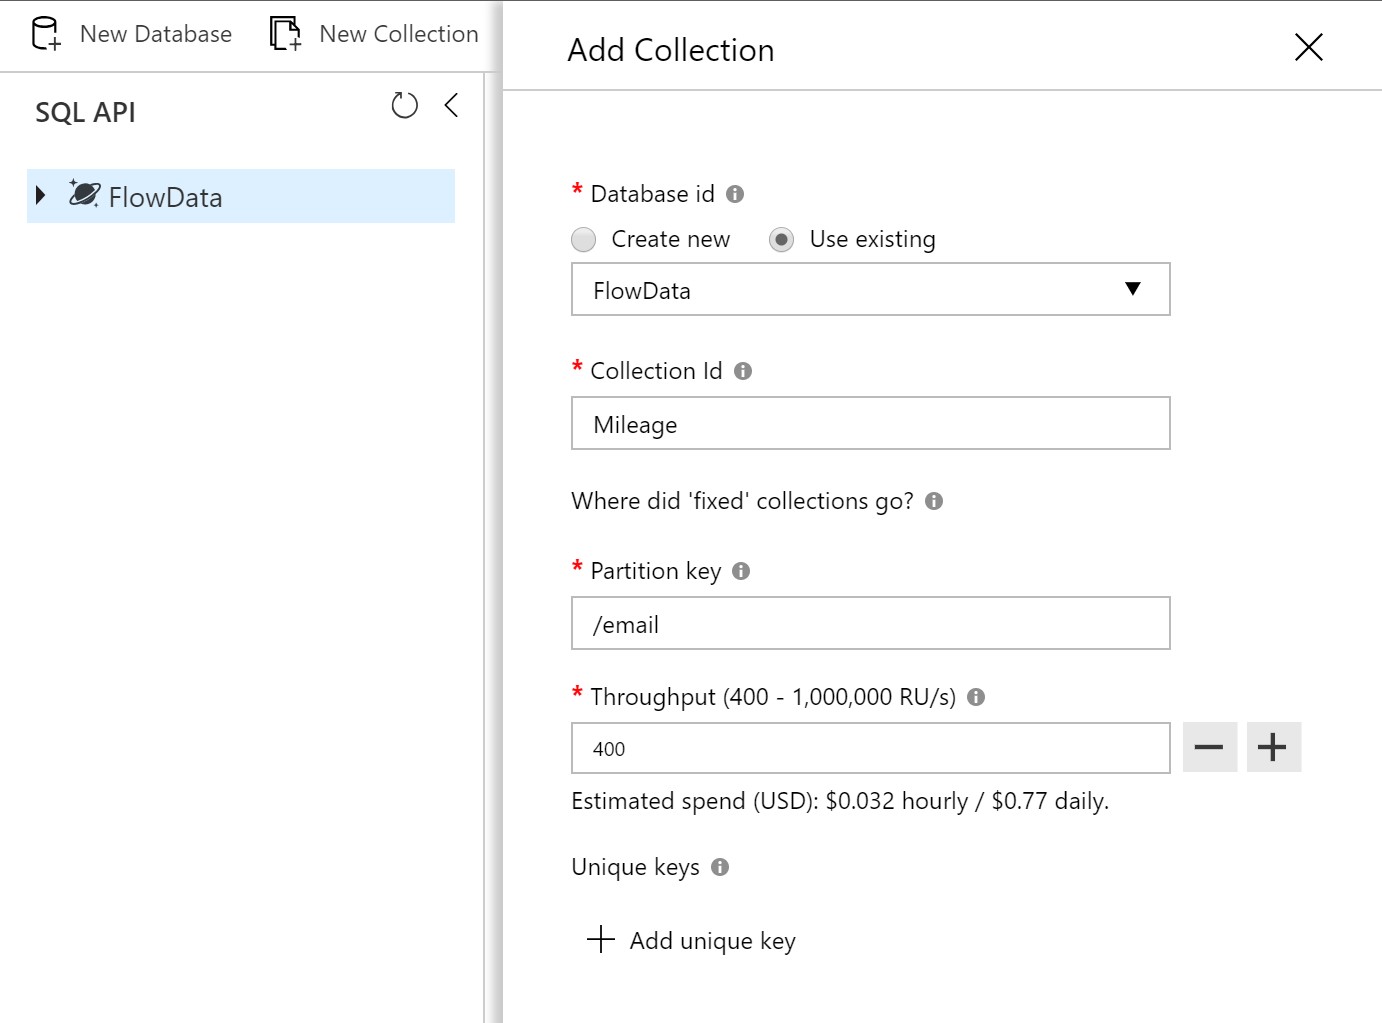 New Database
New Collection
SQL API
FlowData
Add Collection
* Database id
Create new
Use existing
FlowData
* Collection Id
Mileage
Where did 'fixed' collections go?
* Partition key
/email
* Throughput (400 - 1,000,000 RU/s)
400
Estimated spend (USD): $0.032 hourly / $0.77 daily.
Unique keys
Add unique key